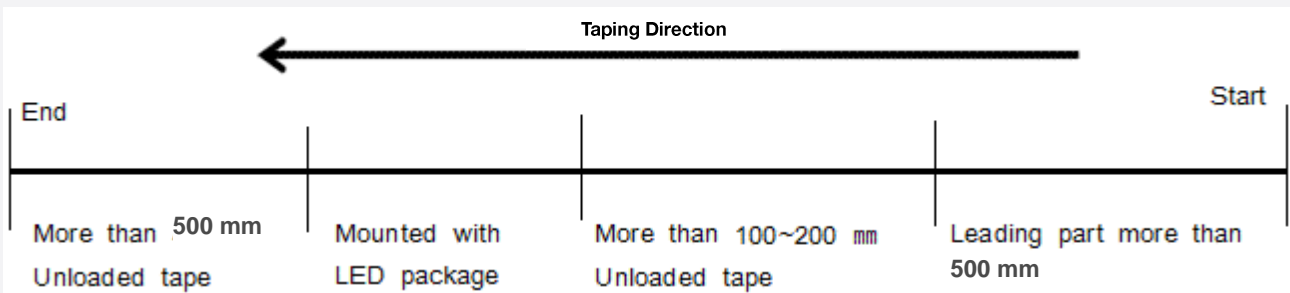 Taping Direction
Start
End
More than 500 mm
Unloaded tape
Mounted with
LED package
More than 100~200 mm
Unloaded tape
Leading part more than
500 mm